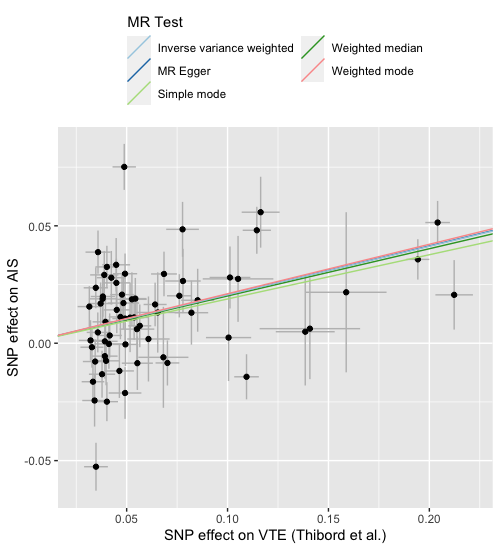 MR Test
Inverse variance weighted
Weighted median
MR Egger
Weighted mode
Simple mode
0.05
0.00
-0.05
SNP effect on AIS
0.05
0.10
0.15
0.20
SNP effect on VTE (Thibord et al.)